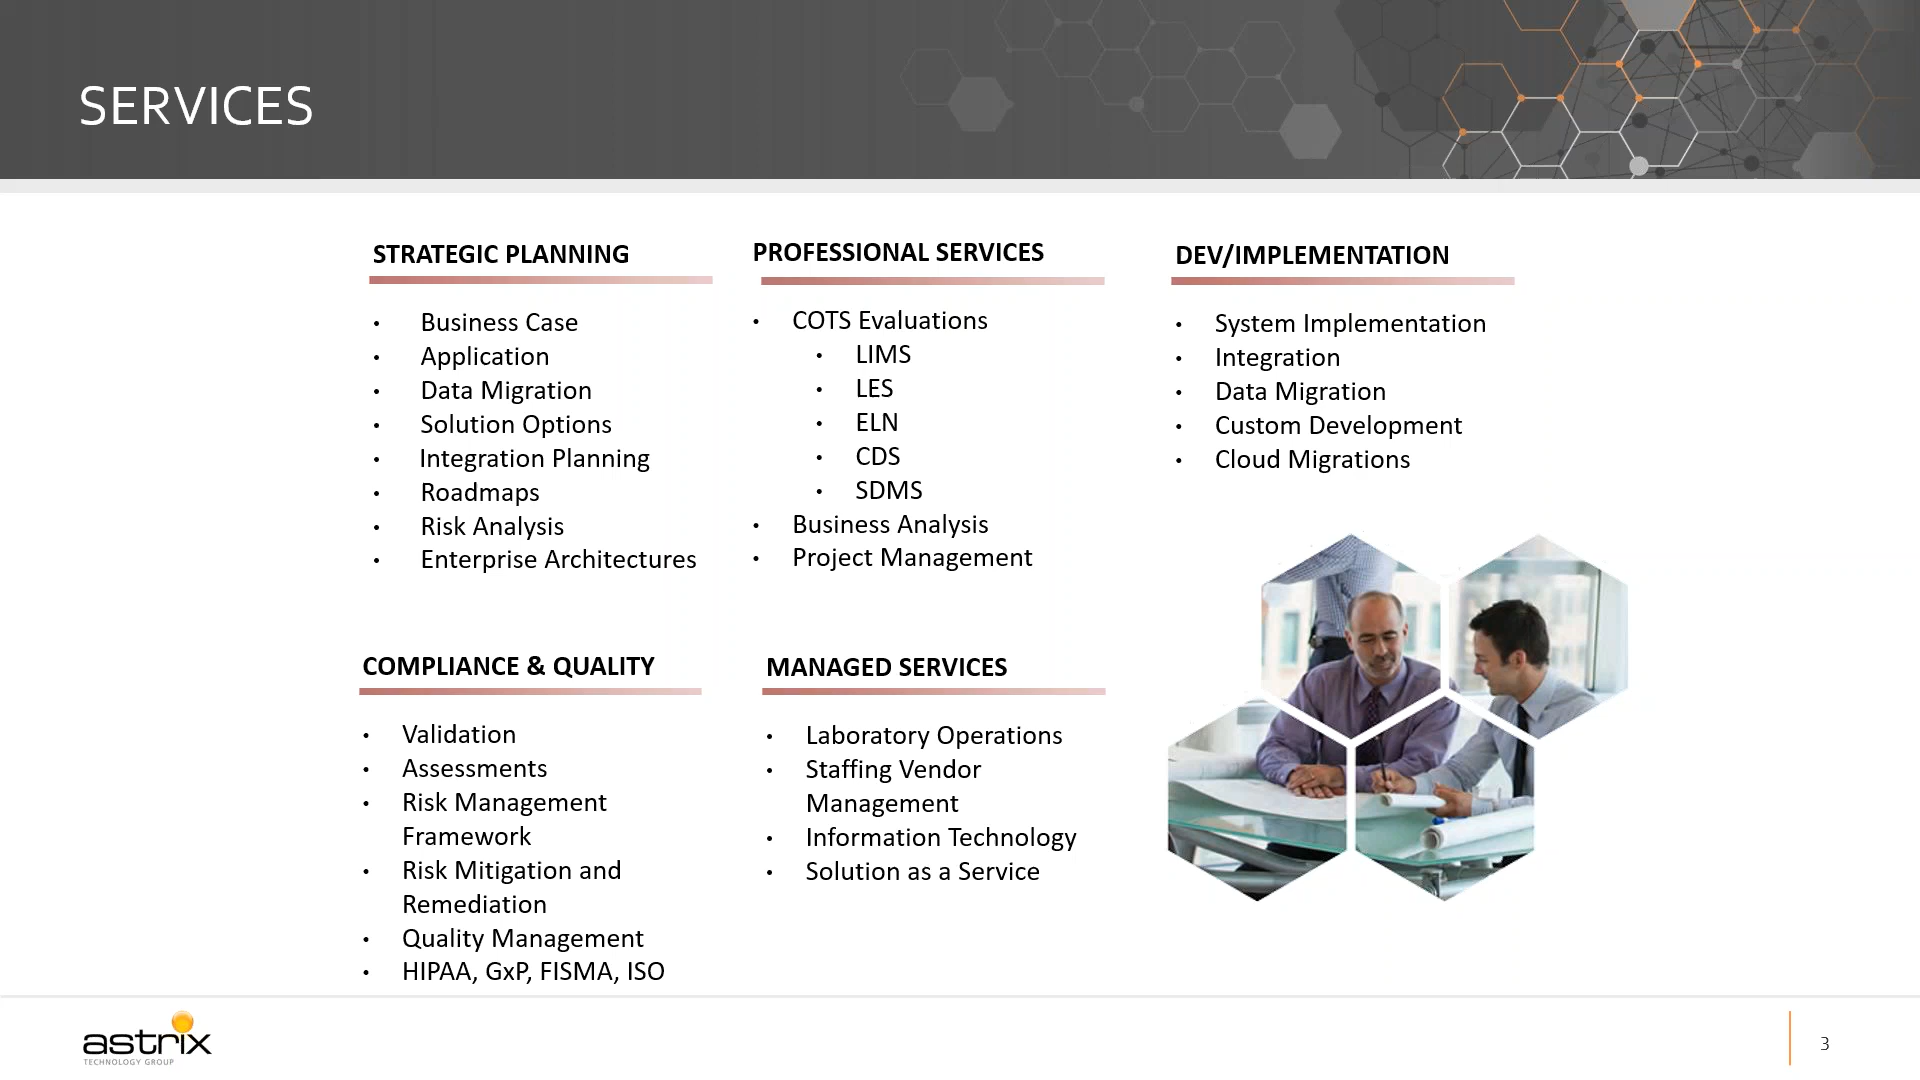 SERVICES
STRATEGIC PLANNING
• Business Case
• Application
• Data Migration
• Solution Options
• Integration Planning
• Roadmaps
• Risk Analysis
• Enterprise Architectures
PROFESSIONAL SERVICES
• COTS Evaluations
• LIMS
• LES
• ELN
• CDS
• SDMS
• Business Analysis
• Project Management
DEV/IMPLEMENTATION
• System Implementation
• Integration
• Data Migration
• Custom Development
• Cloud Migrations
COMPLIANCE & QUALITY
• Validation
• Assessments
• Risk Management
Framework
• Risk Mitigation and
Remediation
• Quality Management
• HIPAA, GxP, FISMA, ISO
MANAGED SERVICES
• Laboratory Operations
• Staffing Vendor
Management
• Information Technology
• Solution as a Service
astrix
TECHNOLOGY GROUP
3